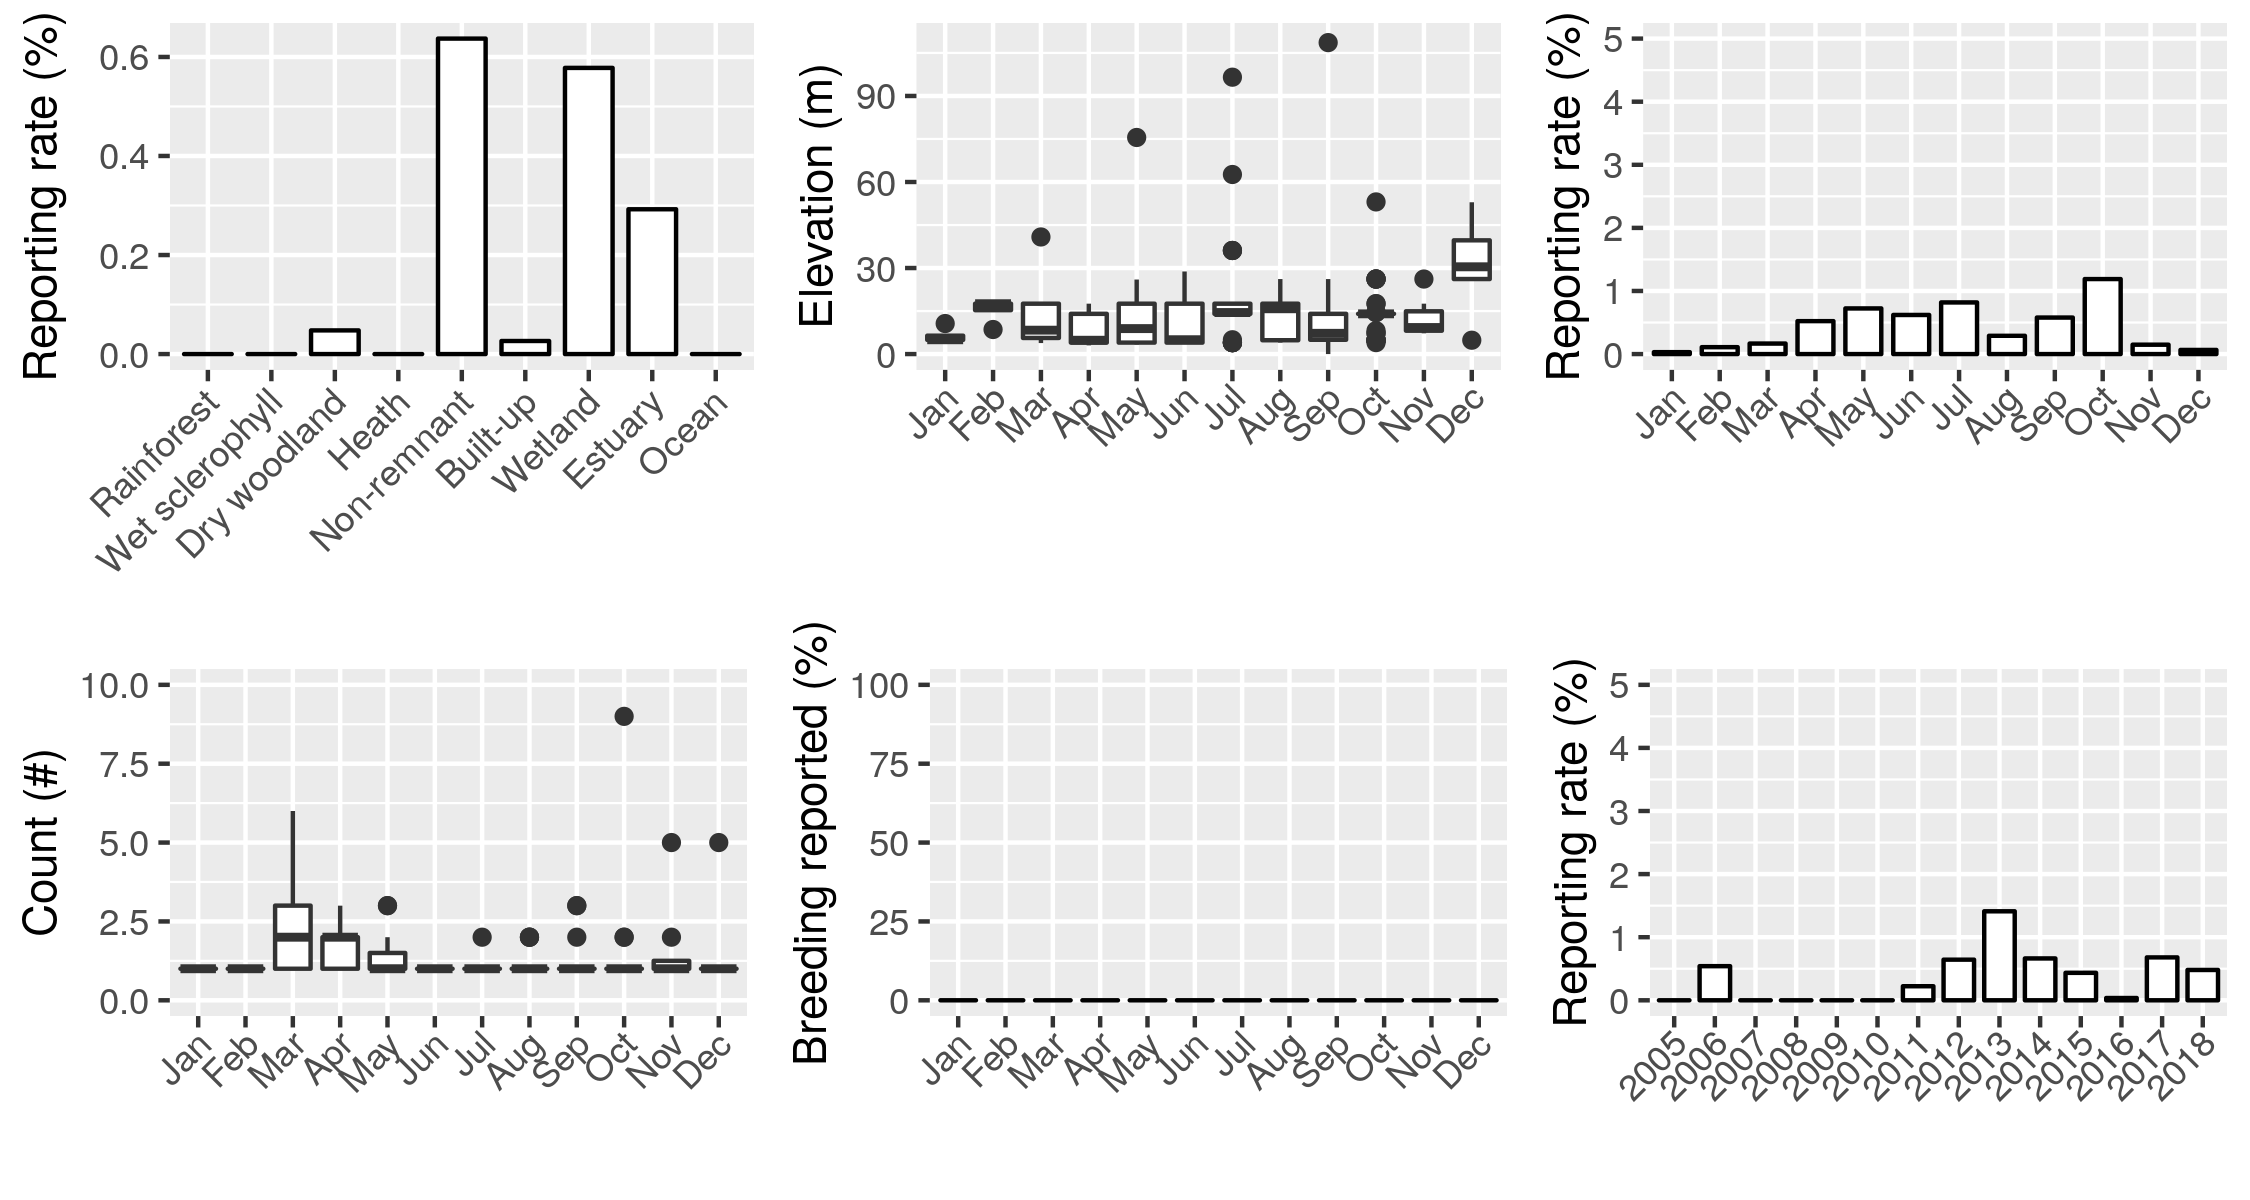 Reporting rate (%)
0.6
0.4
0.2
0.0
Rainforest
Wet sclerophyll
Dry woodland
Heath
Non-remnant
Built-up
Wetland
Estuary
Ocean
Elevation (m)
90
60
30
0
Jan
Feb
Mar
Apr
May
Jun
Jul
Aug
Sep
Oct
Nov
Dec
Reporting rate (%)
5
4
3
2
1
0
Jan
Feb
Mar
Apr
May
Jun
Jul
Aug
Sep
Oct
Nov
Dec
Count (#)
10.0
7.5
5.0
2.5
0.0
Jan
Feb
Mar
Apr
May
Jun
Jul
Aug
Sep
Oct
Nov
Dec
Breeding reported (%)
100
75
50
25
0
Jan
Feb
Mar
Apr
May
Jun
Jul
Aug
Sep
Oct
Nov
Dec
Reporting rate (%)
5
4
3
2
1
0
2005
2006
2007
2008
2009
2010
2011
2012
2013
2014
2015
2016
2017
2018